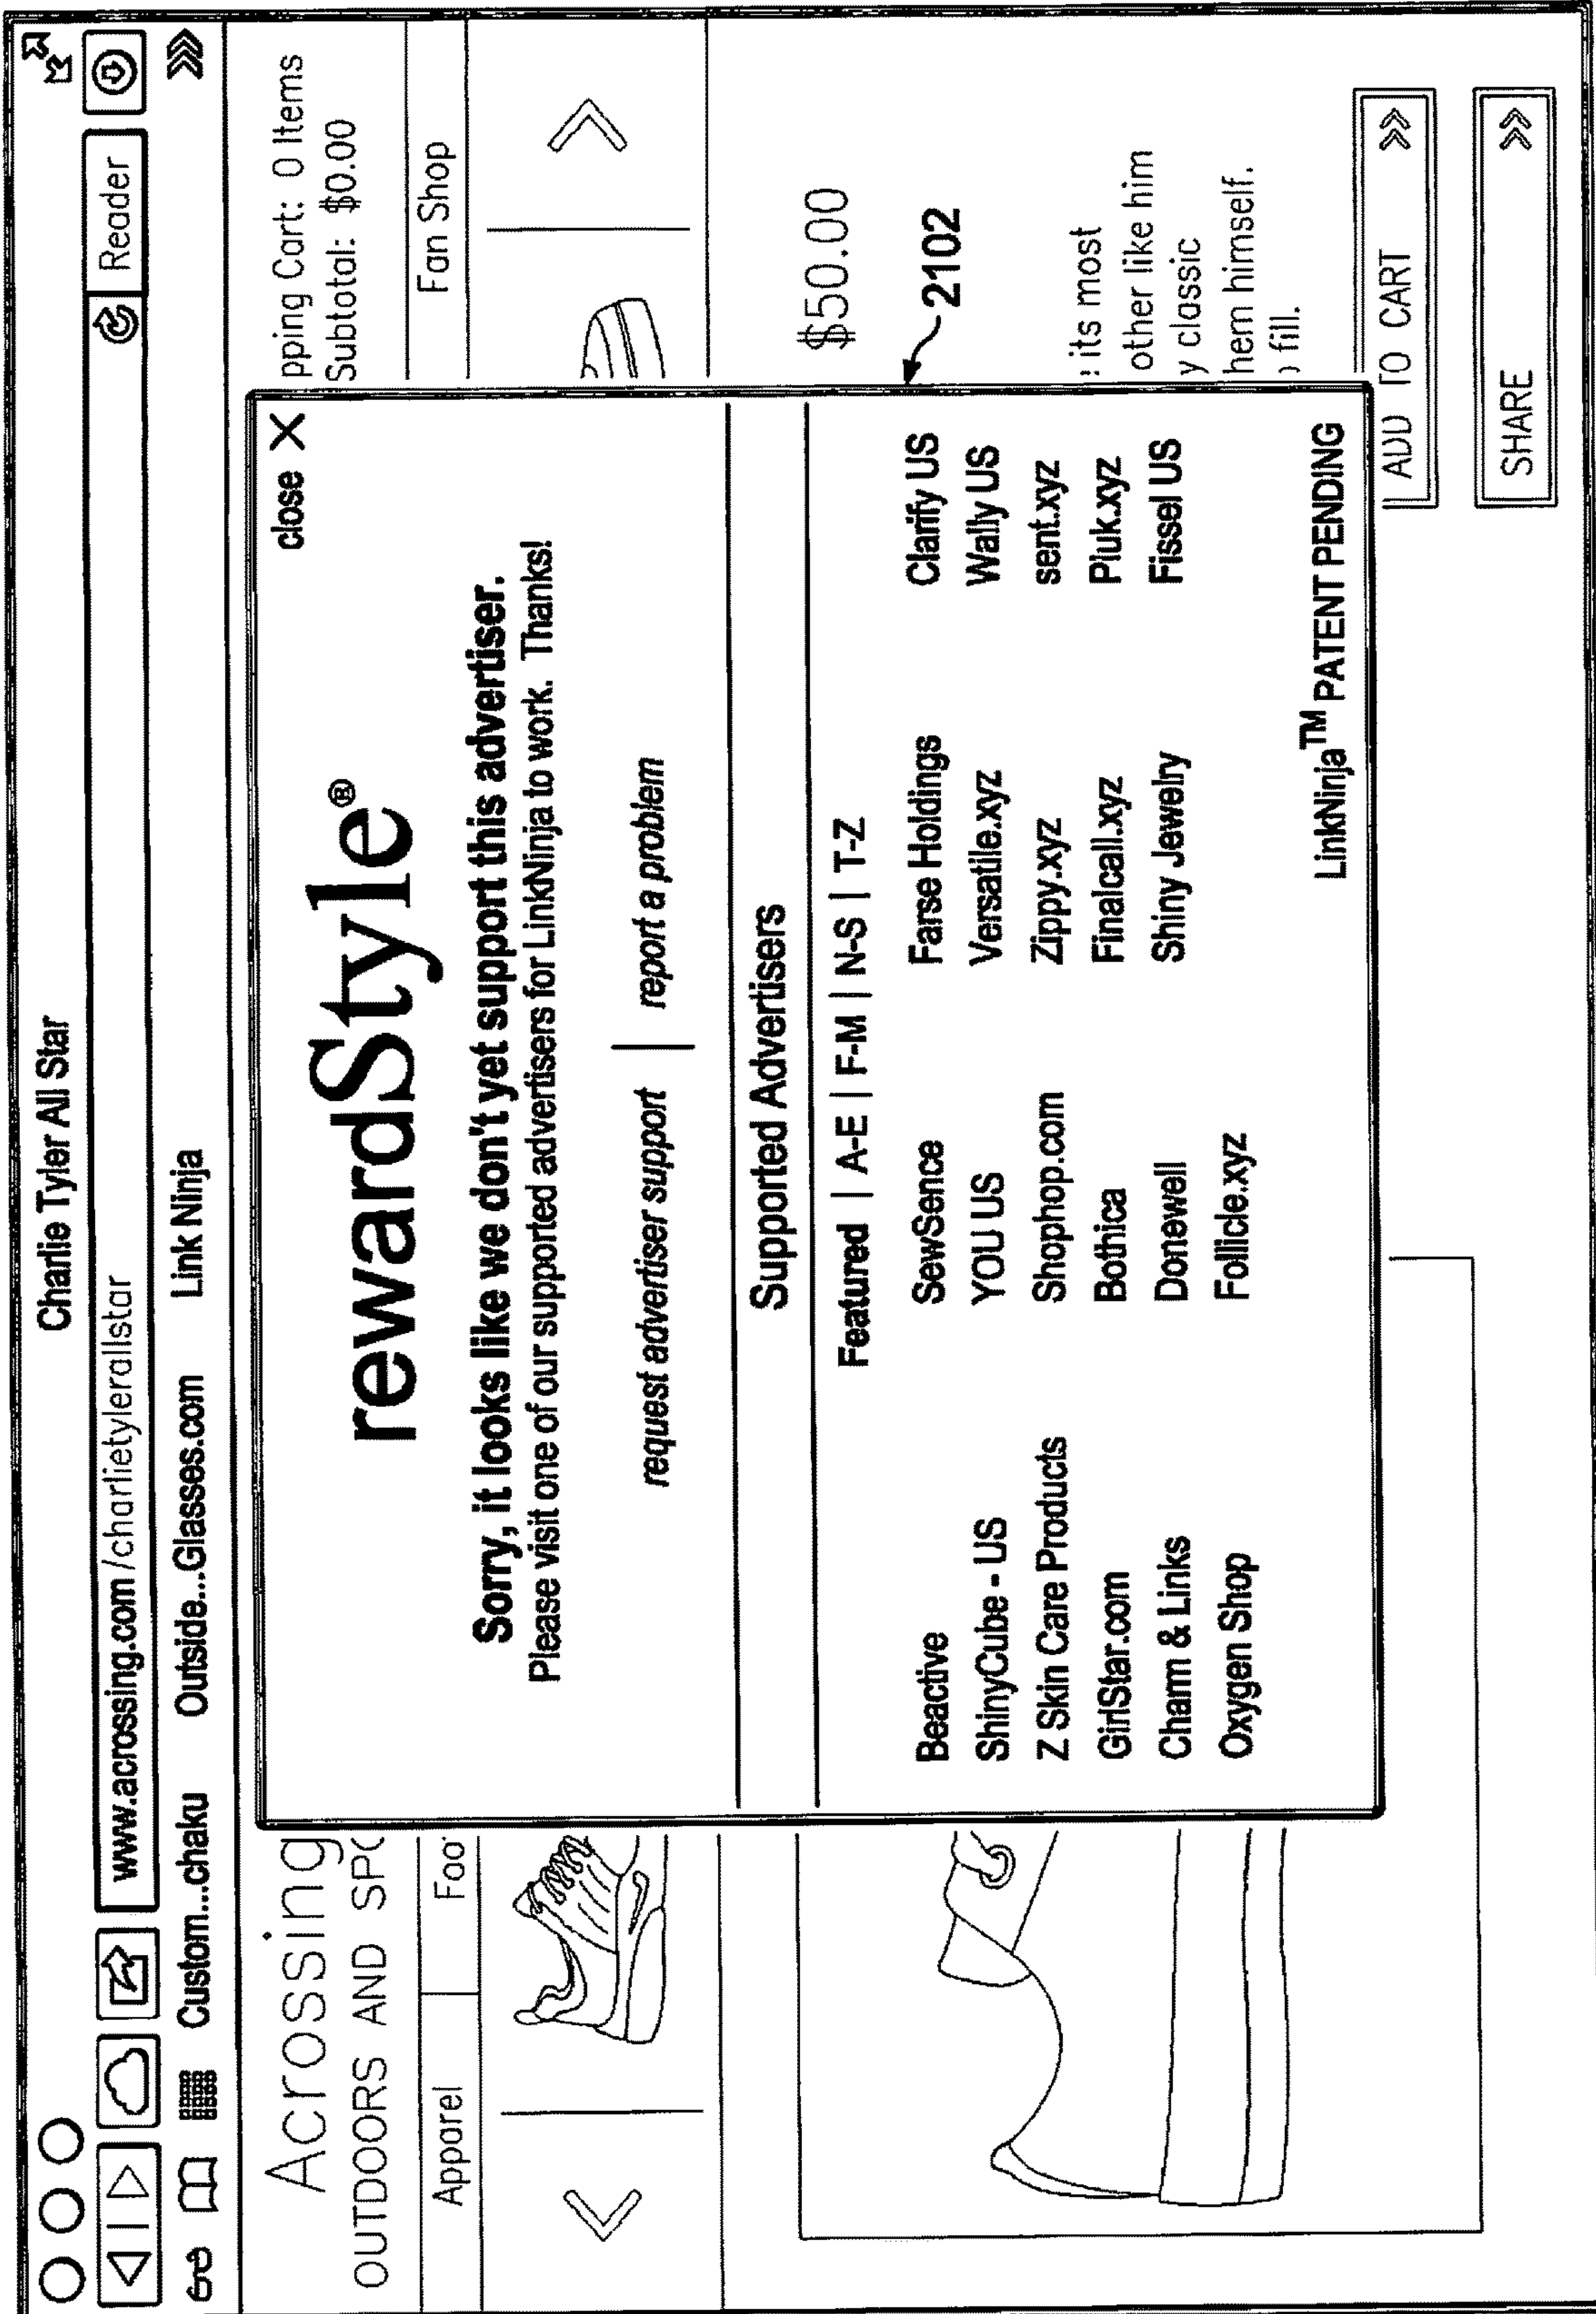 Charlie Tyler All Star
www.acrossing.com/charlietylerallstar
Reader
Custom...chaku Outside...Glasses.com Link Ninja
Acrossing
OUTDOORS AND SPO
pping Cart: 0 Items
Subtotal: $0.00
Apparel Foo Fan Shop
close X
rewardStyle®
Sorry, it looks like we don't yet support this advertiser.
Please visit one of our supported advertisers for LinkNinja to work. Thanks!
request advertiser support | report a problem
Supported Advertisers
Featured | A-E | F-M | N-S | T-Z
Beactive SewSence Farse Holdings Clarify US
ShinyCube - US YOU US Versatile.xyz Wally US
Z Skin Care Products Shophop.com Zippy.xyz sent.xyz
GirlStar.com Bothica Finalcall.xyz Pluk.xyz
Charm & Links Donewell Shiny Jewelry Fissel US
Oxygen Shop Follicle.xyz
LinkNinja™ PATENT PENDING
$50.00
2102
its most
other like him
y classic
hem himself.
fill.
ADD TO CART >>
SHARE >>